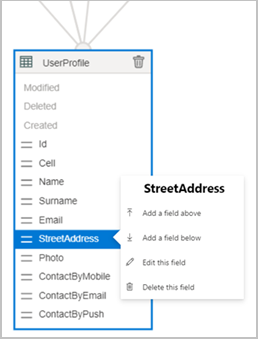 UserProfile
Modified
Deleted
Created
Id
Cell
Name
Surname
Email
StreetAddress
Photo
ContactByMobile
ContactByEmail
ContactByPush
StreetAddress
Add a field above
Add a field below
Edit this field
Delete this field